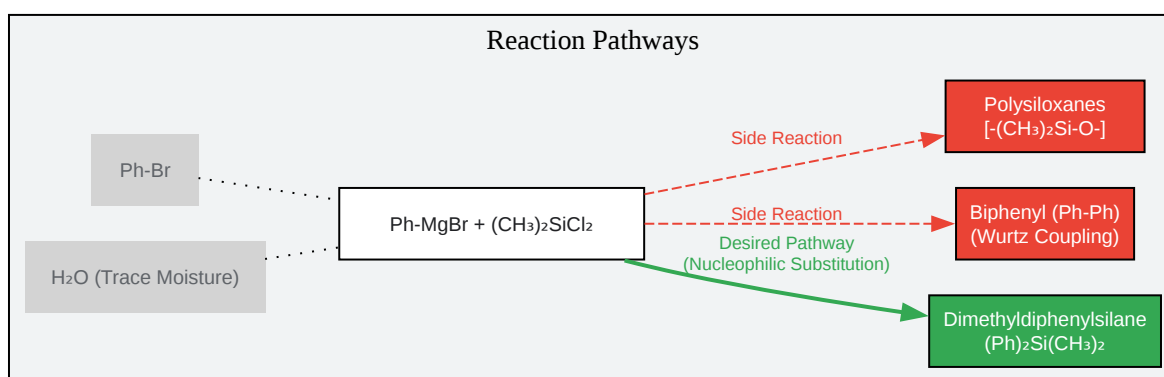 Reaction Pathways
Ph-Br
H₂O (Trace Moisture)
Ph-MgBr + (CH₃)₂SiCl₂
Side Reaction
Side Reaction
Desired Pathway
(Nucleophilic Substitution)
Polysiloxanes
[-(CH₃)₂Si-O-]
Biphenyl (Ph-Ph)
(Wurtz Coupling)
Dimethyldiphenylsilane
(Ph)₂Si(CH₃)₂